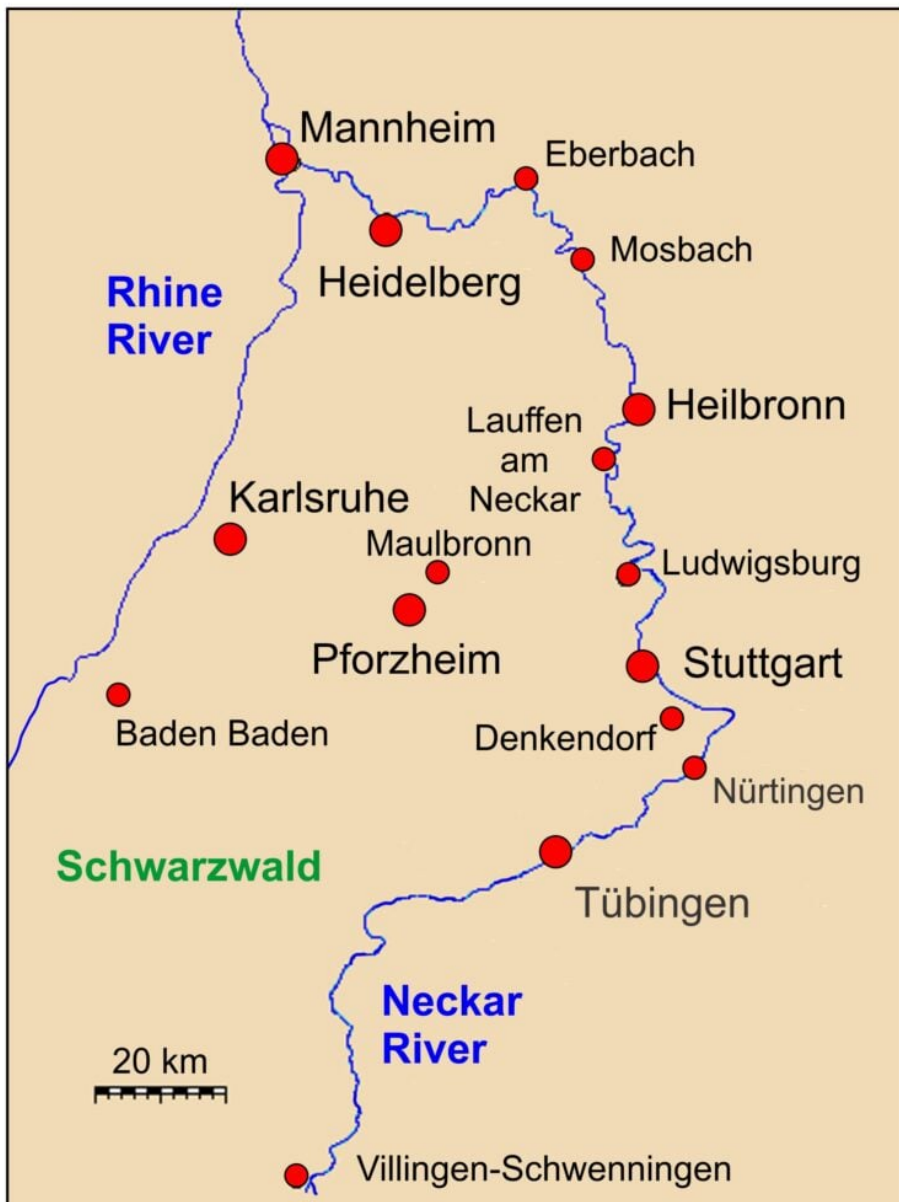 Mannheim
Eberbach
Mosbach
Heidelberg
Rhine
River
Heilbronn
Lauffen
am
Neckar
Karlsruhe
Maulbronn
Ludwigsburg
Pforzheim
Stuttgart
Baden Baden
Denkendorf
Nürtingen
Schwarzwald
Tübingen
Neckar
River
20 km
Villingen-Schwenningen